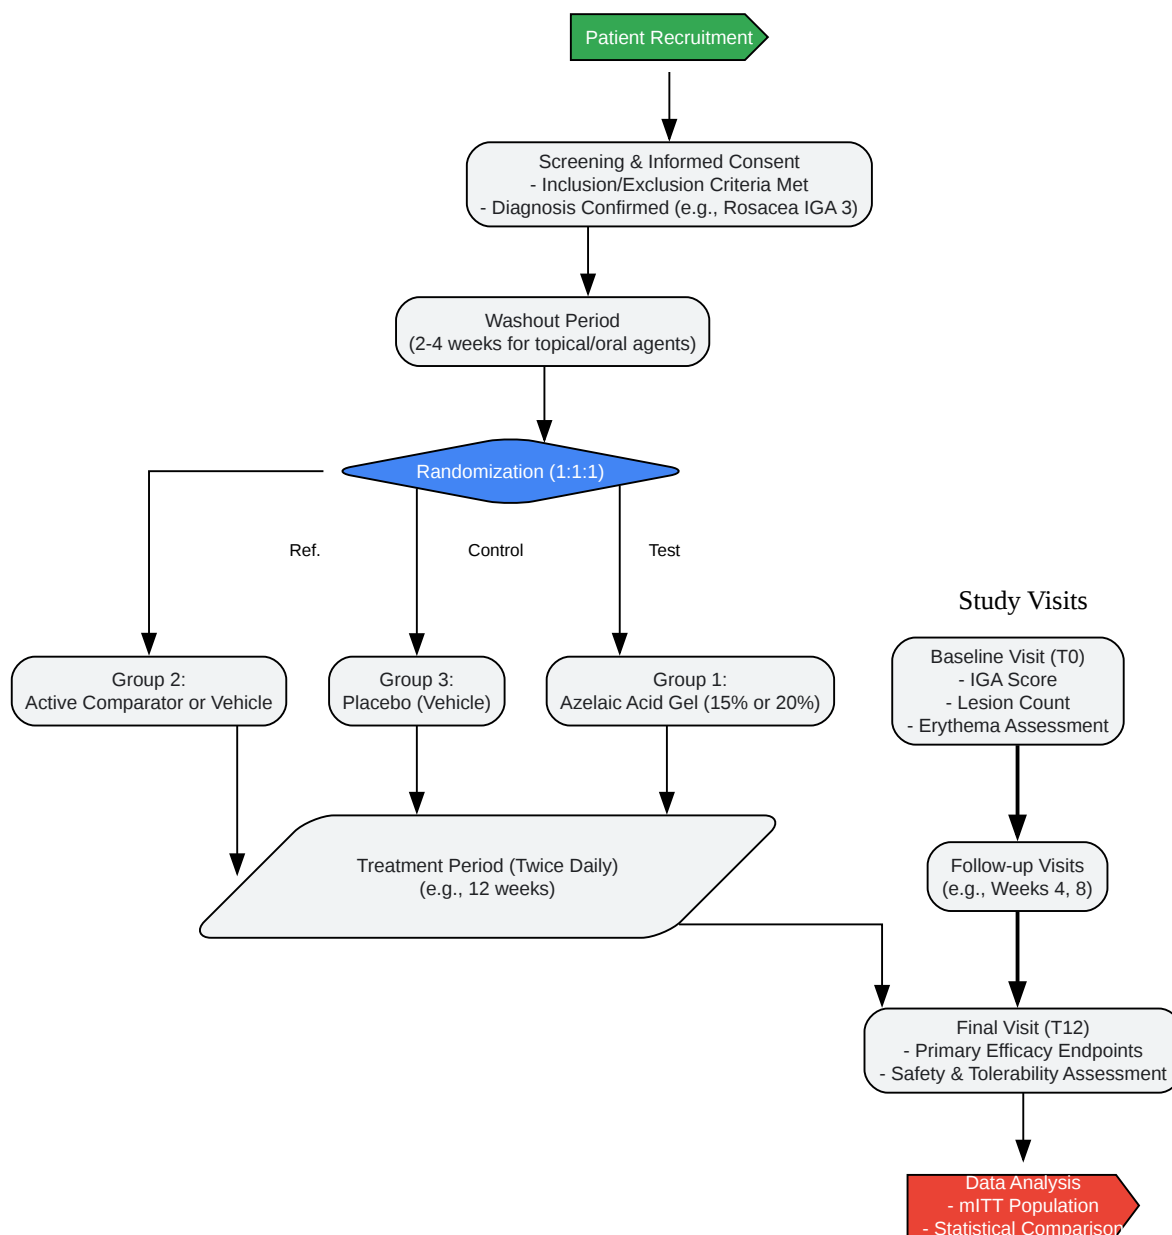 Patient Recruitment
Screening & Informed Consent
- Inclusion/Exclusion Criteria Met
- Diagnosis Confirmed (e.g., Rosacea IGA 3)
Washout Period
(2-4 weeks for topical/oral agents)
Randomization (1:1:1)
Ref.
Control
Test
Group 2:
Active Comparator or Vehicle
Group 3:
Placebo (Vehicle)
Group 1:
Azelaic Acid Gel (15% or 20%)
Treatment Period (Twice Daily)
(e.g., 12 weeks)
Study Visits
Baseline Visit (T0)
- IGA Score
- Lesion Count
- Erythema Assessment
Follow-up Visits
(e.g., Weeks 4, 8)
Final Visit (T12)
- Primary Efficacy Endpoints
- Safety & Tolerability Assessment
Data Analysis
- mITT Population
- Statistical Comparison